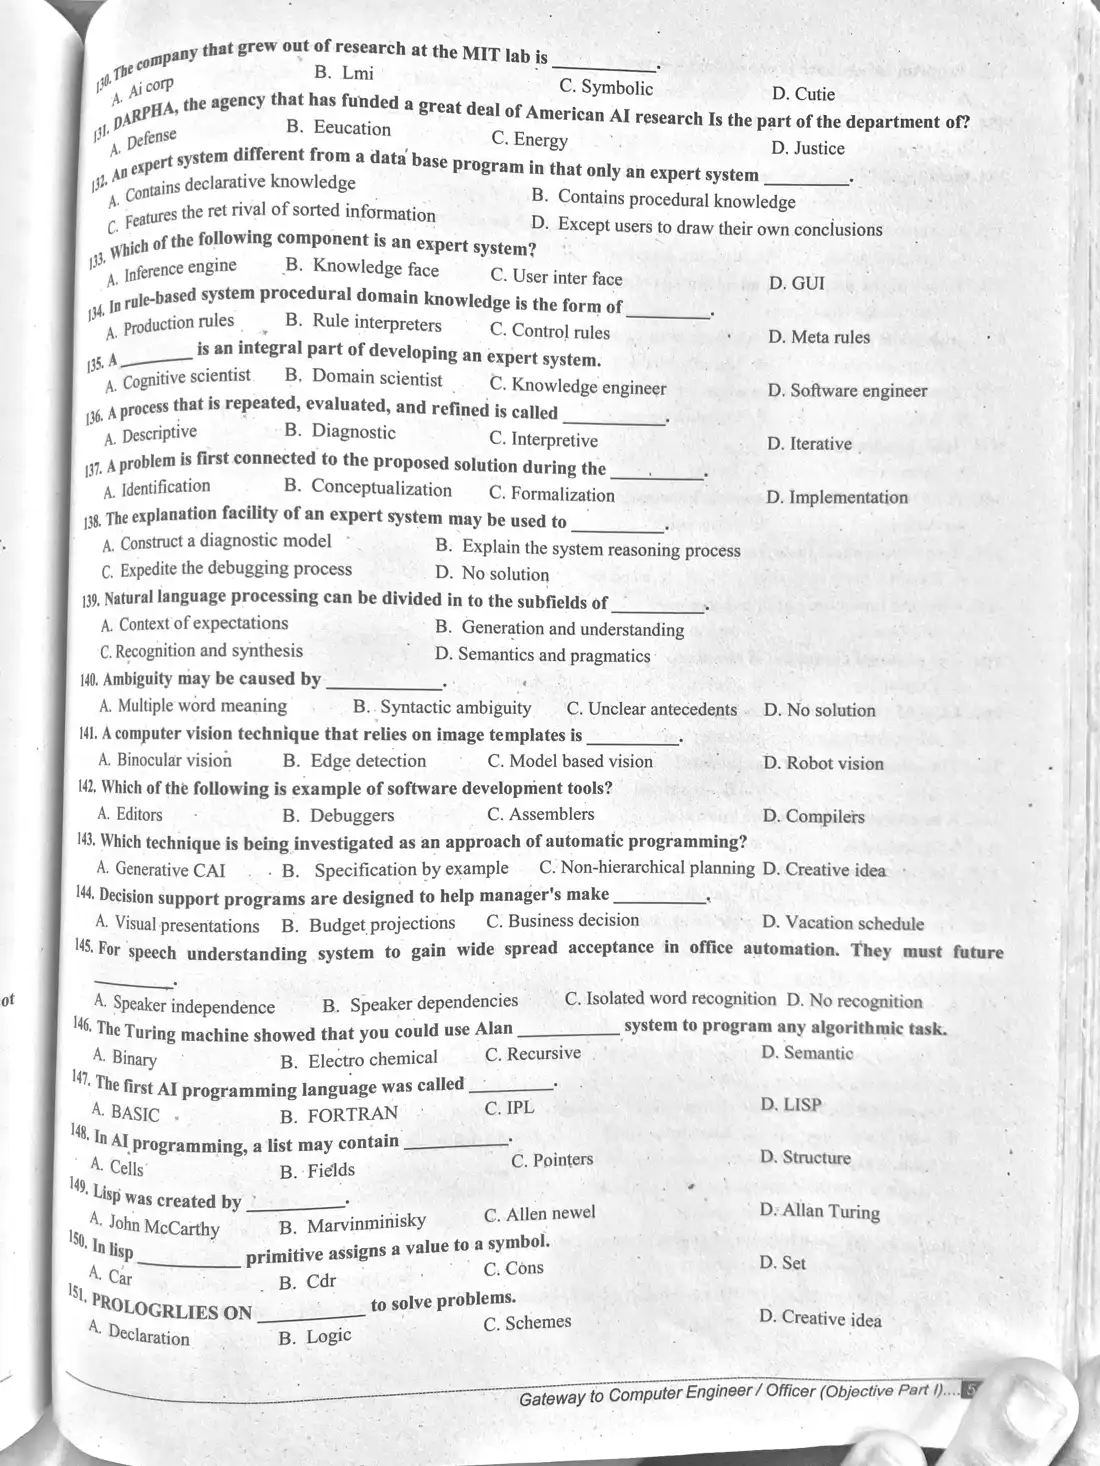 130. The company that grew out of research at the MIT lab is ________.
A. Ai corp B. Lmi C. Symbolic D. Cutie
131. DARPHA, the agency that has funded a great deal of American AI research Is the part of the department of?
A. Defense B. Eeucation C. Energy D. Justice
132. An expert system different from a data base program in that only an expert system ________.
A. Contains declarative knowledge B. Contains procedural knowledge
C. Features the ret rival of sorted information D. Except users to draw their own conclusions
133. Which of the following component is an expert system?
A. Inference engine B. Knowledge face C. User inter face D. GUI
134. In rule-based system procedural domain knowledge is the form of ________.
A. Production rules B. Rule interpreters C. Control rules D. Meta rules
135. A ________ is an integral part of developing an expert system.
A. Cognitive scientist B. Domain scientist C. Knowledge engineer D. Software engineer
136. A process that is repeated, evaluated, and refined is called ________.
A. Descriptive B. Diagnostic C. Interpretive D. Iterative
137. A problem is first connected to the proposed solution during the ________.
A. Identification B. Conceptualization C. Formalization D. Implementation
138. The explanation facility of an expert system may be used to ________.
A. Construct a diagnostic model B. Explain the system reasoning process
C. Expedite the debugging process D. No solution
139. Natural language processing can be divided in to the subfields of ________.
A. Context of expectations B. Generation and understanding
C. Recognition and synthesis D. Semantics and pragmatics
140. Ambiguity may be caused by ________.
A. Multiple word meaning B. Syntactic ambiguity C. Unclear antecedents D. No solution
141. A computer vision technique that relies on image templates is ________.
A. Binocular vision B. Edge detection C. Model based vision D. Robot vision
142. Which of the following is example of software development tools?
A. Editors B. Debuggers C. Assemblers D. Compilers
143. Which technique is being investigated as an approach of automatic programming?
A. Generative CAI B. Specification by example C. Non-hierarchical planning D. Creative idea
144. Decision support programs are designed to help manager's make ________.
A. Visual presentations B. Budget projections C. Business decision D. Vacation schedule
145. For speech understanding system to gain wide spread acceptance in office automation. They must future
________.
A. Speaker independence B. Speaker dependencies C. Isolated word recognition D. No recognition
146. The Turing machine showed that you could use Alan ________ system to program any algorithmic task.
A. Binary B. Electro chemical C. Recursive D. Semantic
147. The first AI programming language was called ________.
A. BASIC B. FORTRAN C. IPL D. LISP
148. In AI programming, a list may contain ________.
A. Cells B. Fields C. Pointers D. Structure
149. Lisp was created by ________.
A. John McCarthy B. Marvinminisky C. Allen newel D. Allan Turing
150. In lisp ________ primitive assigns a value to a symbol.
A. Car B. Cdr C. Cons D. Set
151. PROLOGRLIES ON ________ to solve problems.
A. Declaration B. Logic C. Schemes D. Creative idea
Gateway to Computer Engineer / Officer (Objective Part I)....5
ot